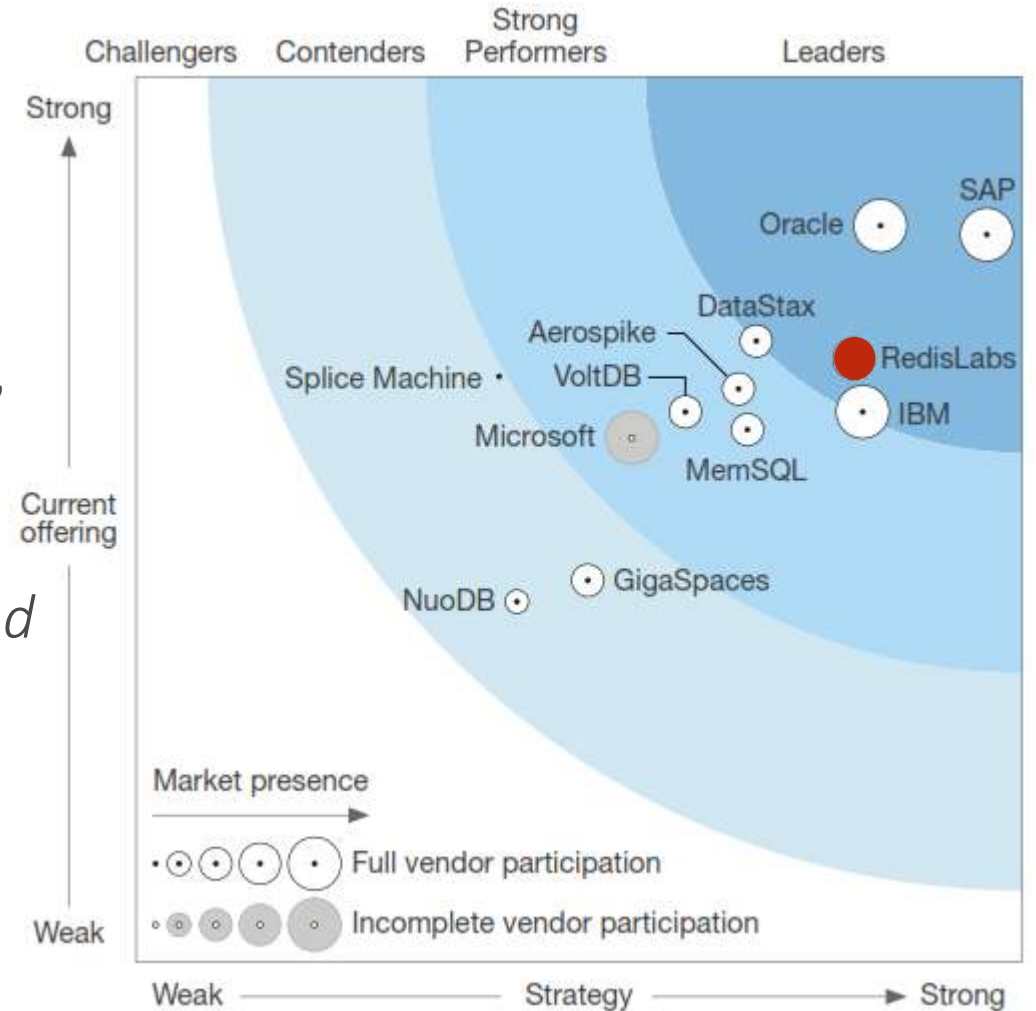 Strong
Challengers Contenders Performers Leaders
Strong
SAP
Oracle
DataStax
Aerospike
RedisLabs
VoltDB
Splice Machine
IBM
Microsoft
MemSQL
Current
offering
GigaSpaces
NuoDB
d
Market presence
Full vendor participation
Incomplete vendor participation
Weak
Weak Strategy Strong